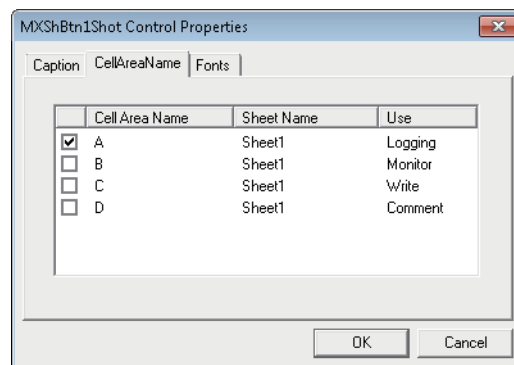 MXShBtn1Shot Control Properties
Caption CellAreaName Fonts
Cell Area Name Sheet Name Use
A Sheet1 Logging
B Sheet1 Monitor
C Sheet1 Write
D Sheet1 Comment
OK Cancel